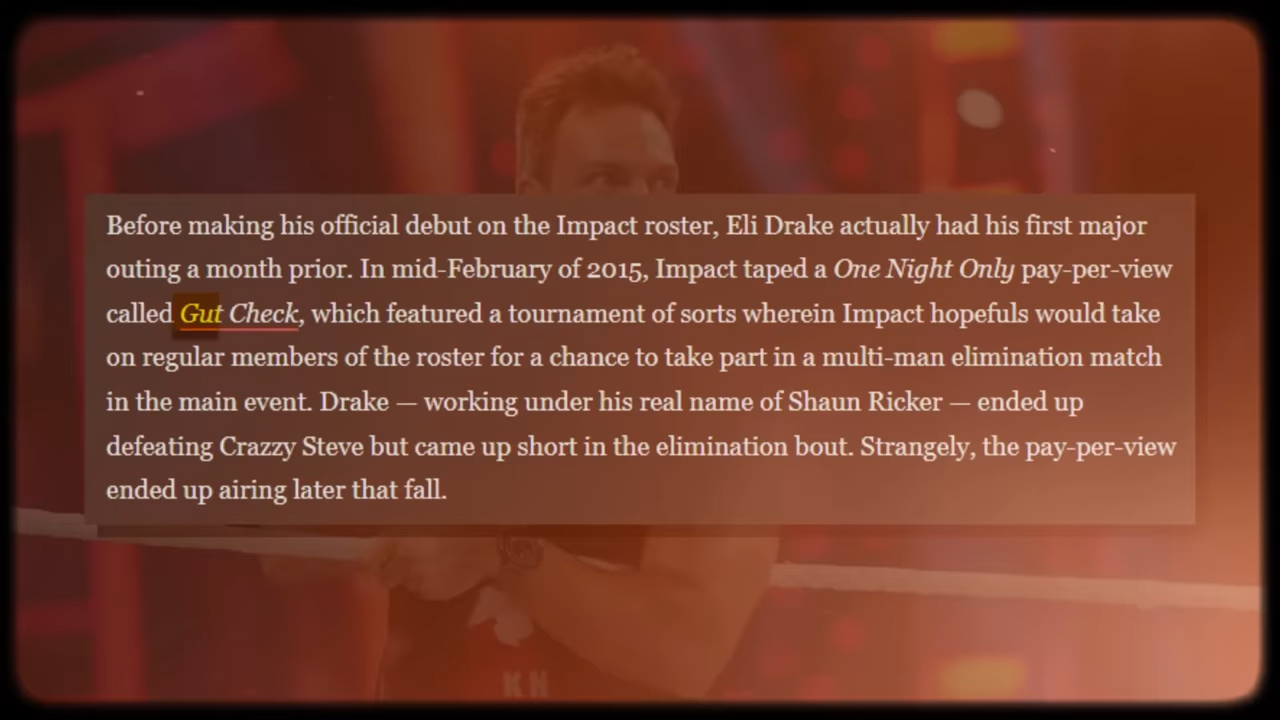 Before making his official debut on the Impact roster, Eli Drake actually had his first major
outing a month prior. In mid-February of 2015, Impact taped a One Night Only pay-per-view
called Gut Check, which featured a tournament of sorts wherein Impact hopefuls would take
on regular members of the roster for a chance to take part in a multi-man elimination match
in the main event. Drake — working under his real name of Shaun Ricker — ended up
defeating Crazzy Steve but came up short in the elimination bout. Strangely, the pay-per-view
ended up airing later that fall.